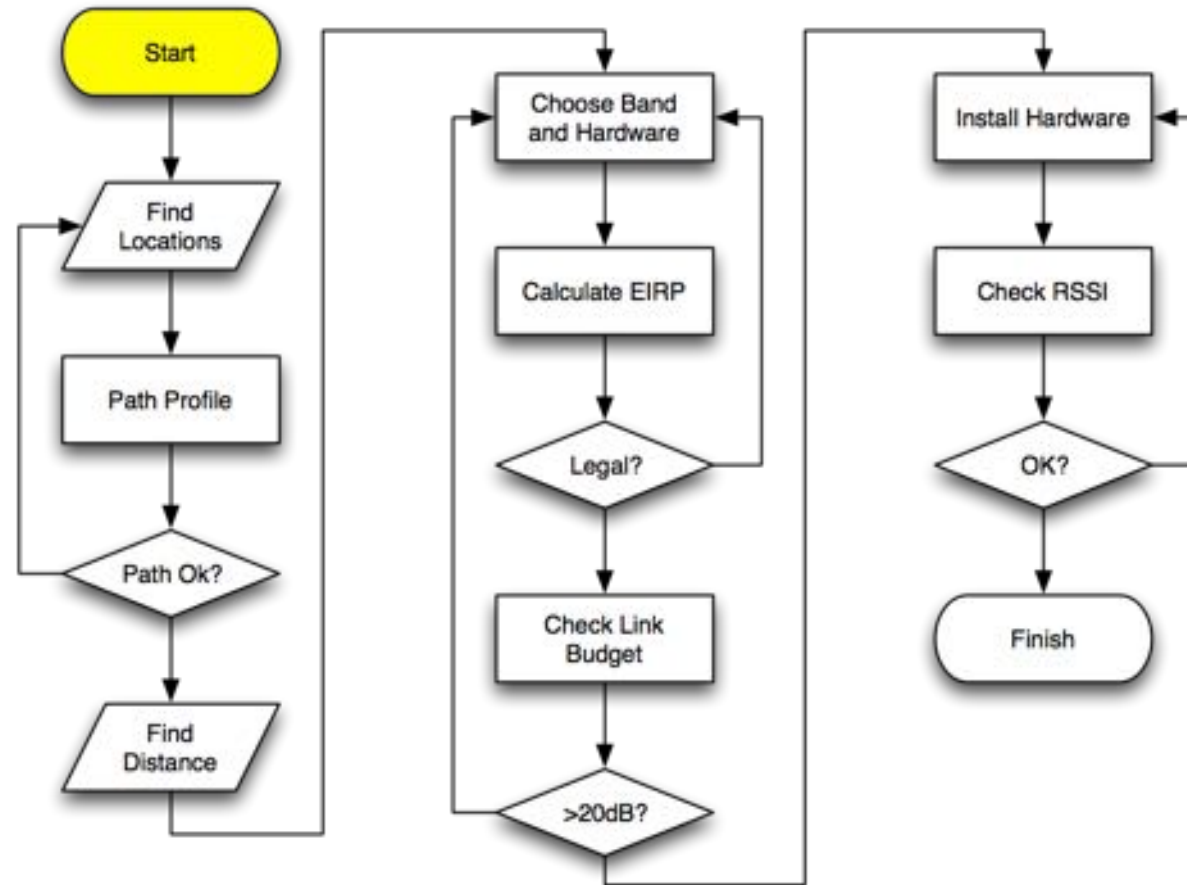 Start
Find
Locations
Path Profile
Path Ok?
Find
Distance
Choose Band
and Hardware
Calculate EIRP
Legal?
Check Link
Budget
>20dB?
Install Hardware
Check RSSI
OK?
Finish